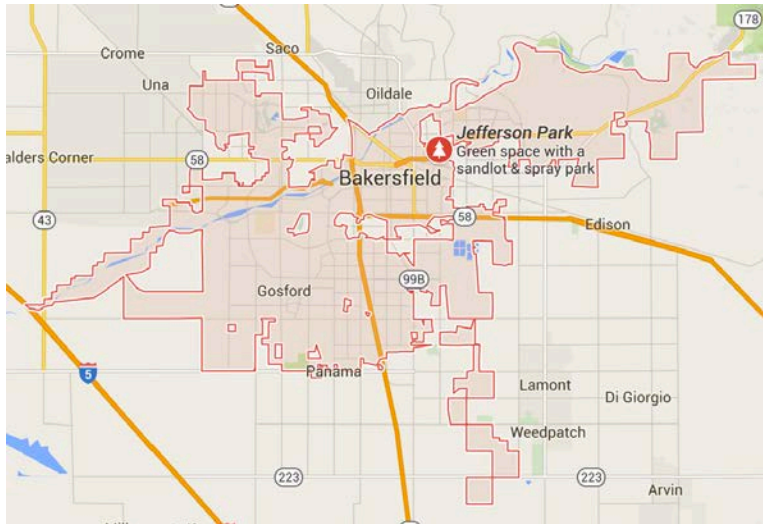 178
Crome
Saco
Una
Oildale
Jefferson Park
Green space with a
sandlot & spray park
alders Corner
58
Bakersfield
43
58
Edison
99B
Gosford
5
Panama
Lamont
Di Giorgio
Weedpatch
223
223
Arvin